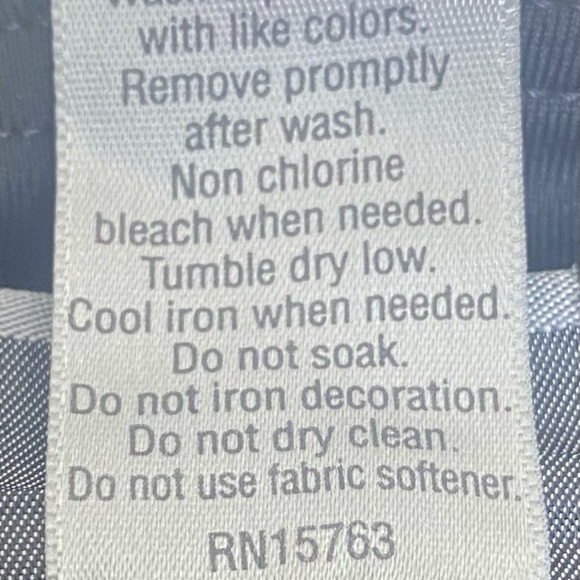 with like colors.
Remove promptly
after wash.
Non chlorine
bleach when needed.
Tumble dry low.
Cool iron when needed.
Do not soak.
Do not iron decoration.
Do not dry clean.
Do not use fabric softener.
RN15763